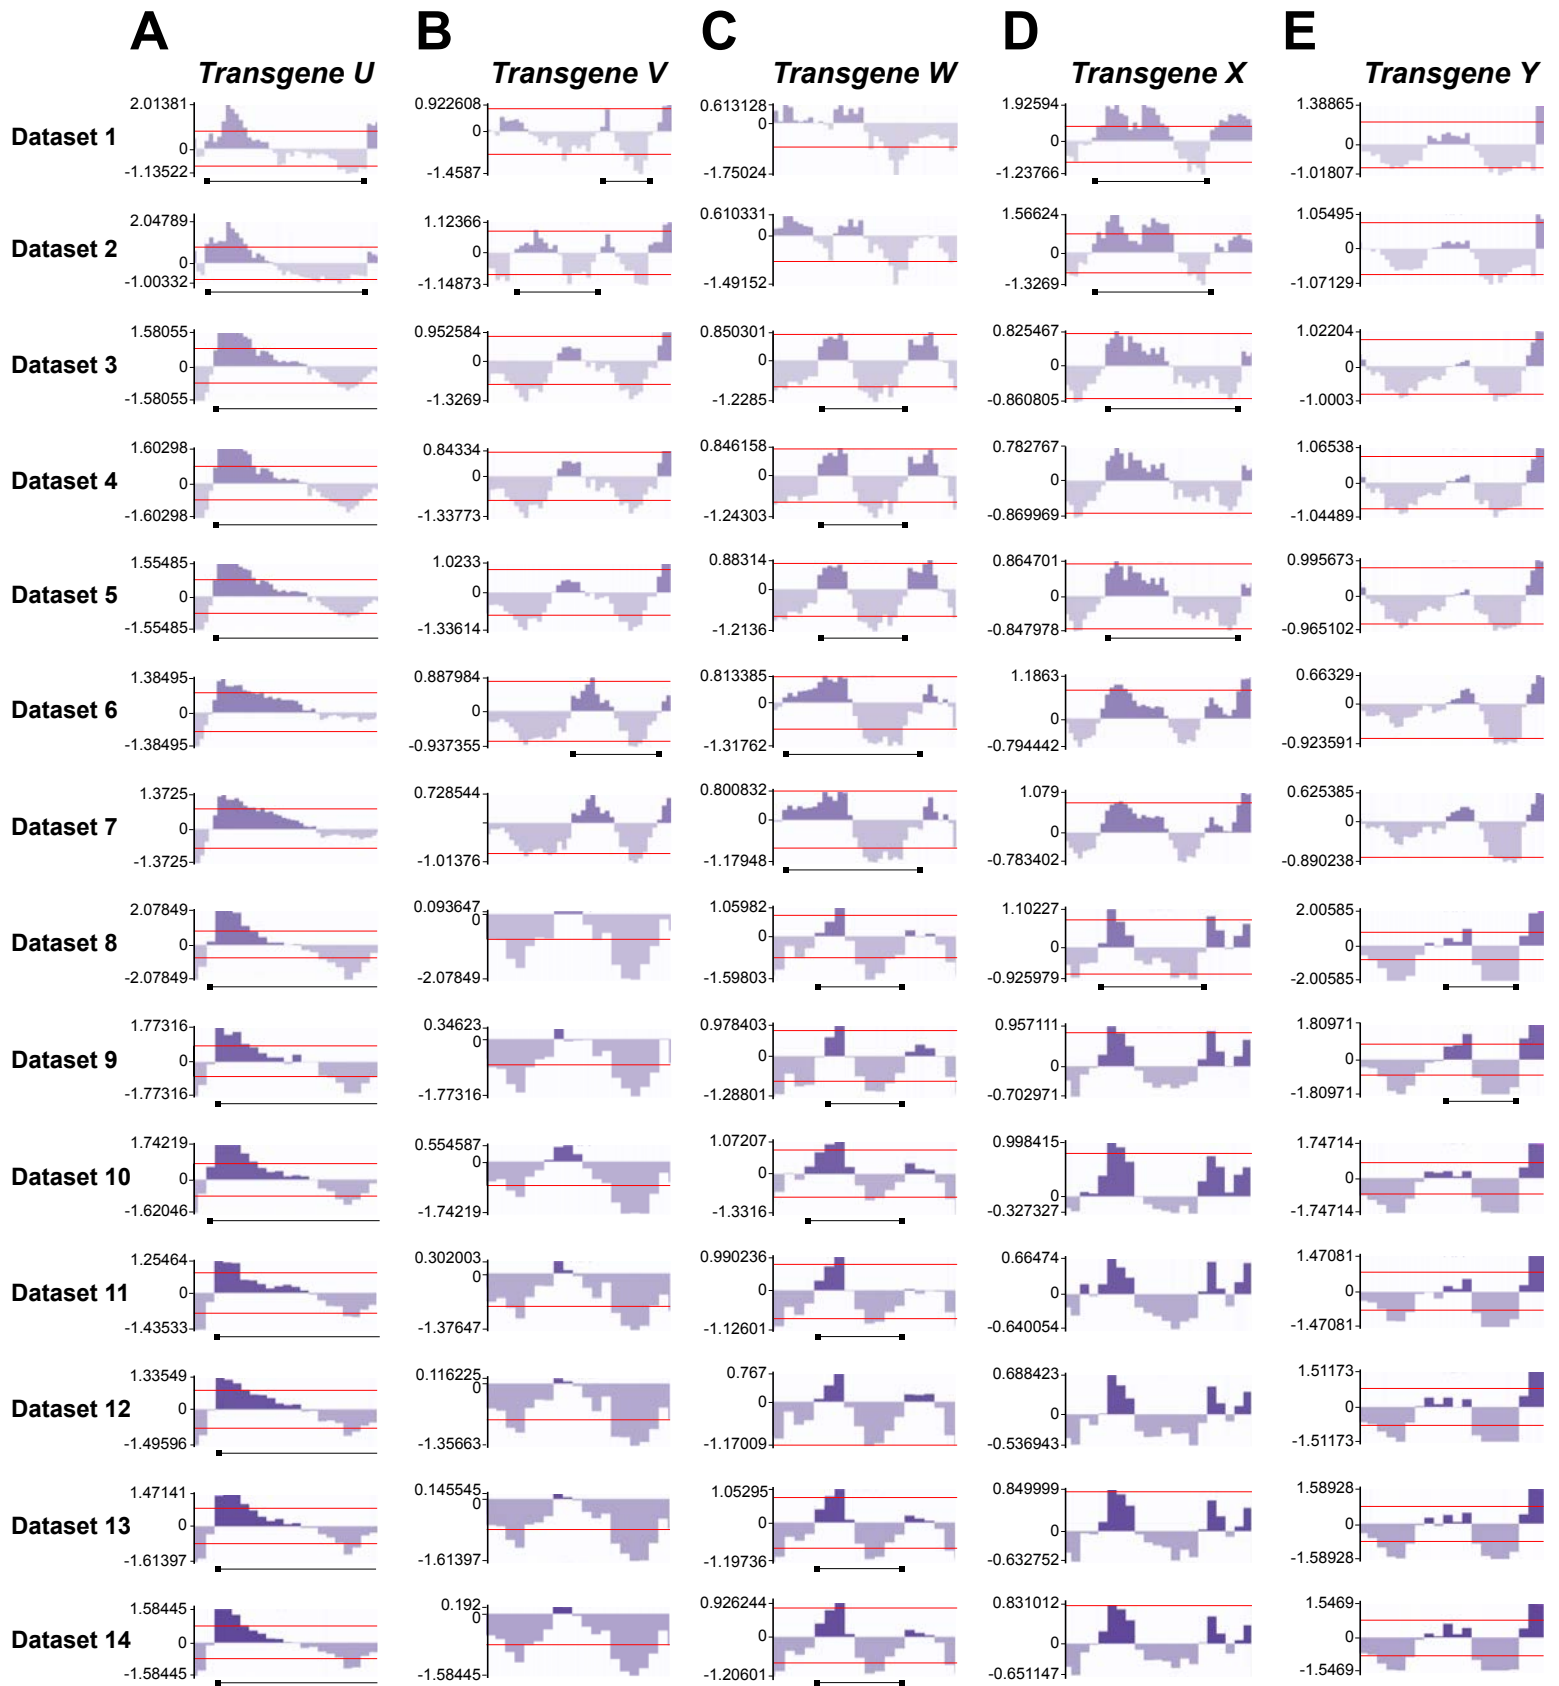 A B C D E
Transgene U Transgene V Transgene W Transgene X Transgene Y
Dataset 1
2.01381 0 -1.13522
0.922608 0 -1.4587
0.613128 0 -1.75024
1.92594 0 -1.23766
1.38865 0 -1.01807
Dataset 2
2.04789 0 -1.00332
1.12366 0 -1.14873
0.610331 0 -1.49152
1.56624 0 -1.3269
1.05495 0 -1.07129
Dataset 3
1.58055 0 -1.58055
0.952584 0 -1.3269
0.850301 0 -1.2285
0.825467 0 -0.860805
1.02204 0 -1.0003
Dataset 4
1.60298 0 -1.60298
0.84334 0 -1.33773
0.846158 0 -1.24303
0.782767 0 -0.869969
1.06538 0 -1.04489
Dataset 5
1.55485 0 -1.55485
1.0233 0 -1.33614
0.88314 0 -1.2136
0.864701 0 -0.847978
0.995673 0 -0.965102
Dataset 6
1.38495 0 -1.38495
0.887984 0 -0.937355
0.813385 0 -1.31762
1.1863 0 -0.794442
0.66329 0 -0.923591
Dataset 7
1.3725 0 -1.3725
0.728544 -1.01376
0.800832 0 -1.17948
1.079 0 -0.783402
0.625385 0 -0.890238
Dataset 8
2.07849 0 -2.07849
0.093647 0 -2.07849
1.05982 0 -1.59803
1.10227 0 -0.925979
2.00585 0 -2.00585
Dataset 9
1.77316 0 -1.77316
0.34623 0 -1.77316
0.978403 0 -1.28801
0.957111 0 -0.702971
1.80971 0 -1.80971
Dataset 10
1.74219 0 -1.62046
0.554587 0 -1.74219
1.07207 0 -1.3316
0.998415 0 -0.327327
1.74714 0 -1.74714
Dataset 11
1.25464 0 -1.43533
0.302003 0 -1.37647
0.990236 0 -1.12601
0.66474 0 -0.640054
1.47081 0 -1.47081
Dataset 12
1.33549 0 -1.49596
0.116225 0 -1.35663
0.767 0 -1.17009
0.688423 0 -0.536943
1.51173 0 -1.51173
Dataset 13
1.47141 0 -1.61397
0.145545 0 -1.61397
1.05295 0 -1.19736
0.849999 0 -0.632752
1.58928 0 -1.58928
Dataset 14
1.58445 0 -1.58445
0.192 0 -1.58445
0.926244 0 -1.20601
0.831012 0 -0.651147
1.5469 0 -1.5469